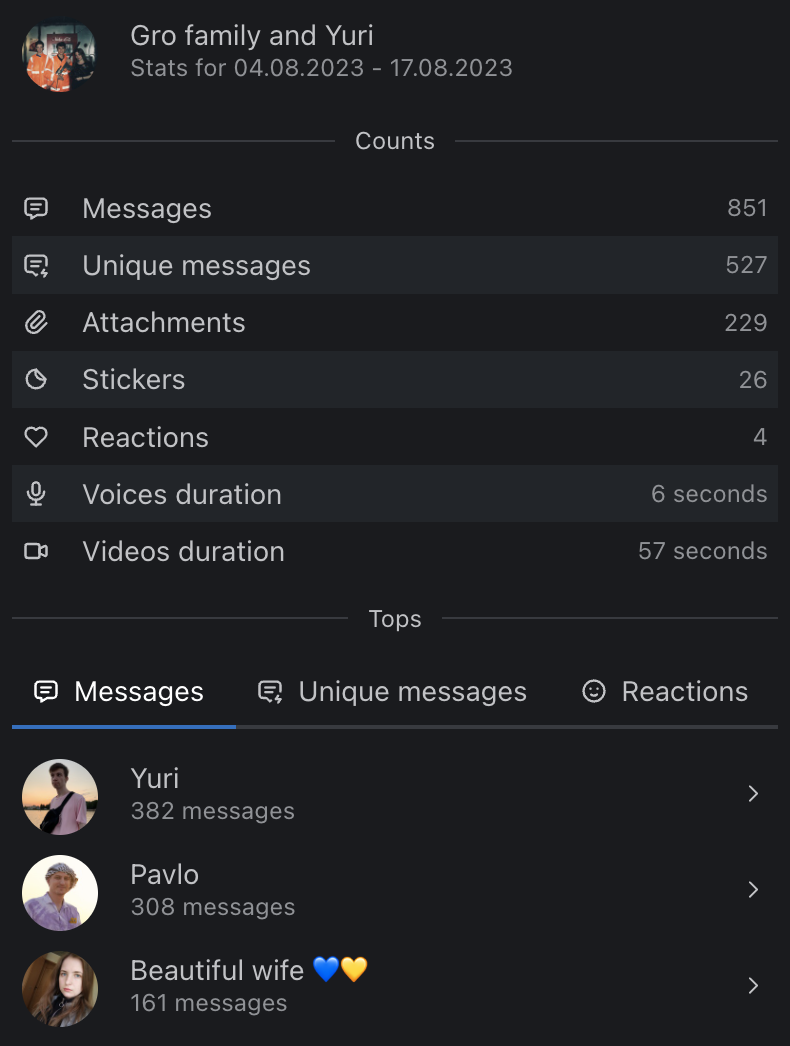 Gro family and Yuri
Stats for 04.08.2023 - 17.08.2023
Counts
Messages 851
Unique messages 527
Attachments 229
Stickers 26
Reactions 4
Voices duration 6 seconds
Videos duration 57 seconds
Tops
Messages Unique messages Reactions
Yuri
382 messages
Pavlo
308 messages
Beautiful wife 💙💛
161 messages